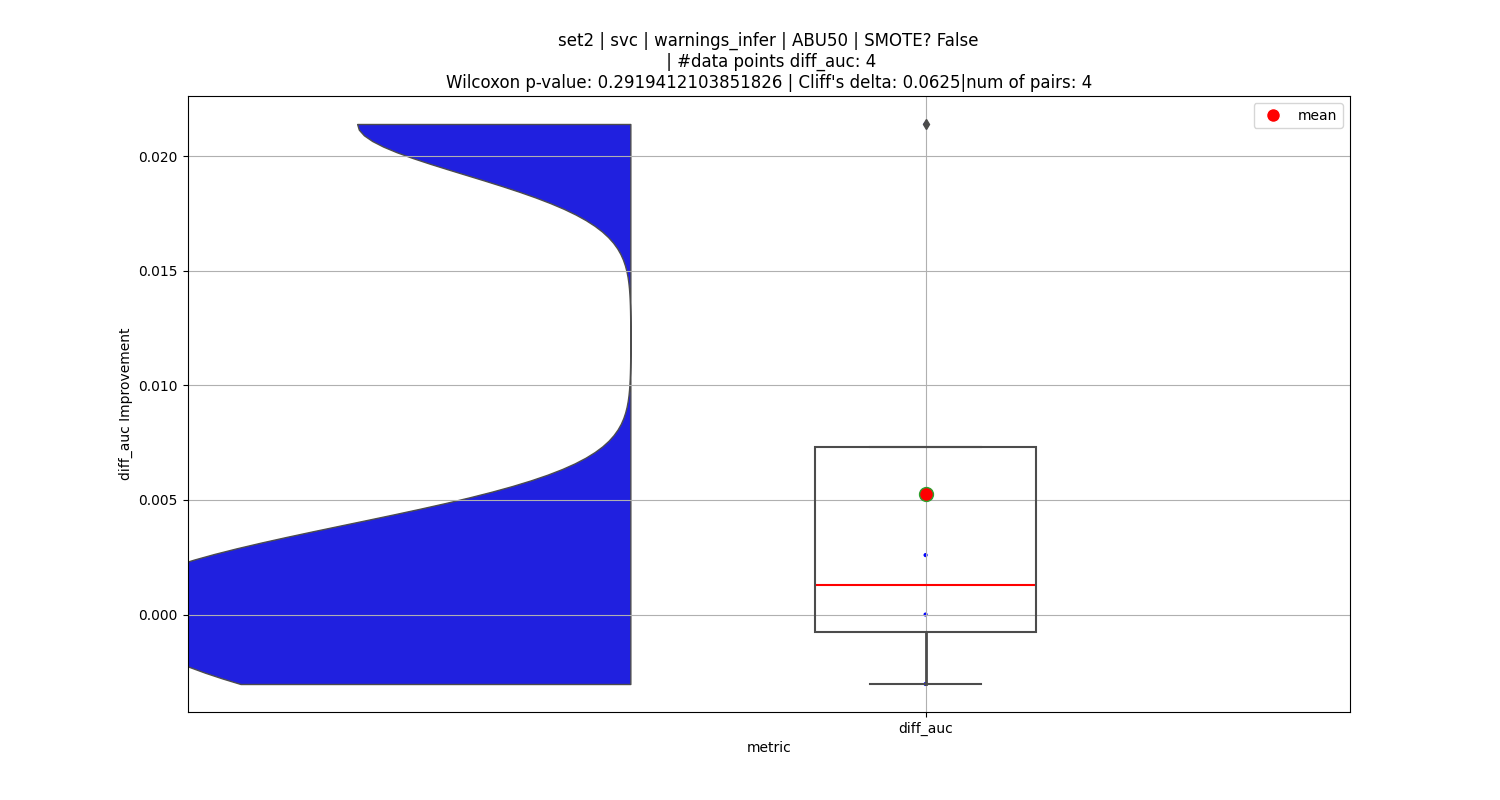 set2 | svc | warnings_infer | ABU50 | SMOTE? False
| #data points diff_auc: 4
Wilcoxon p-value: 0.2919412103851826 | Cliff's delta: 0.0625|num of pairs: 4
mean
0.020
0.015
0.010
0.005
0.000
diff_auc Improvement
diff_auc
metric